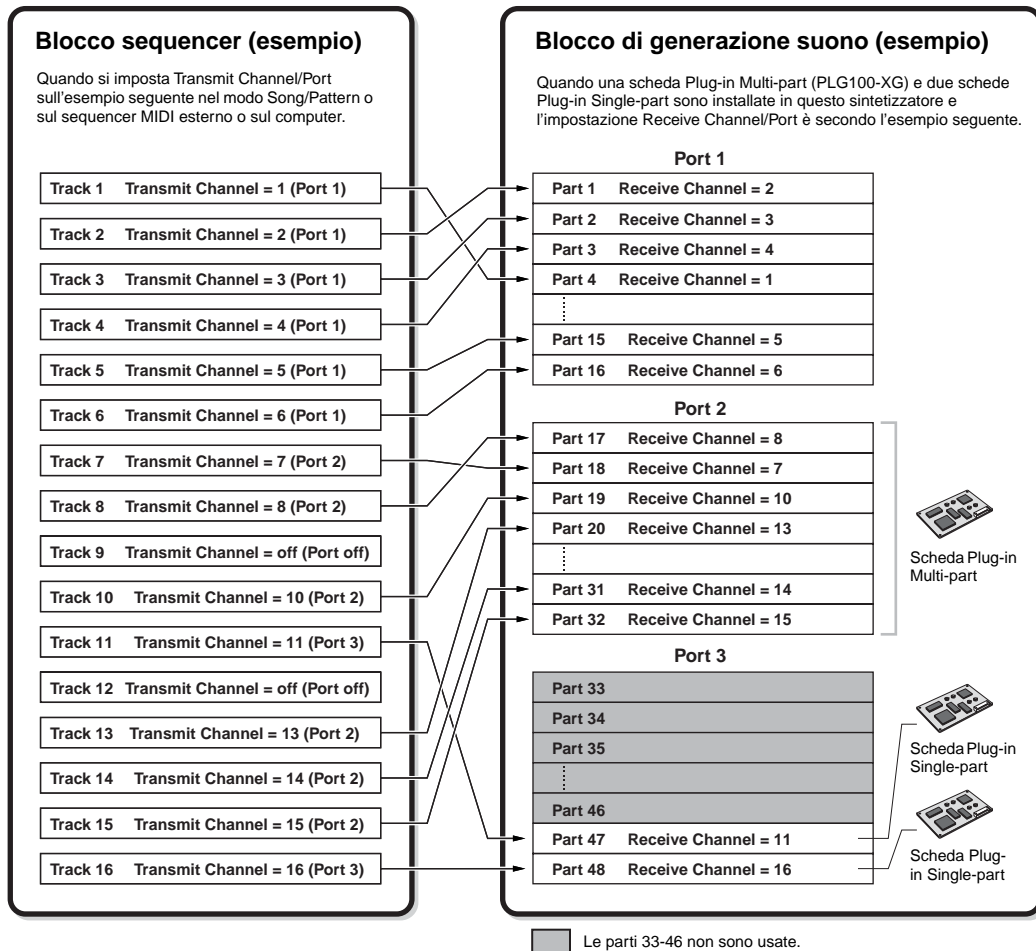 Blocco sequencer (esempio)
Quando si imposta Transmit Channel/Port
sull'esempio seguente nel modo Song/Pattern o
sul sequencer MIDI esterno o sul computer.
Track 1 Transmit Channel = 1 (Port 1)
Track 2 Transmit Channel = 2 (Port 1)
Track 3 Transmit Channel = 3 (Port 1)
Track 4 Transmit Channel = 4 (Port 1)
Track 5 Transmit Channel = 5 (Port 1)
Track 6 Transmit Channel = 6 (Port 1)
Track 7 Transmit Channel = 7 (Port 2)
Track 8 Transmit Channel = 8 (Port 2)
Track 9 Transmit Channel = off (Port off)
Track 10 Transmit Channel = 10 (Port 2)
Track 11 Transmit Channel = 11 (Port 3)
Track 12 Transmit Channel = off (Port off)
Track 13 Transmit Channel = 13 (Port 2)
Track 14 Transmit Channel = 14 (Port 2)
Track 15 Transmit Channel = 15 (Port 2)
Track 16 Transmit Channel = 16 (Port 3)
Blocco di generazione suono (esempio)
Quando una scheda Plug-in Multi-part (PLG100-XG) e due schede
Plug-in Single-part sono installate in questo sintetizzatore e
l'impostazione Receive Channel/Port è secondo l'esempio seguente.
Port 1
Part 1 Receive Channel = 2
Part 2 Receive Channel = 3
Part 3 Receive Channel = 4
Part 4 Receive Channel = 1
Part 15 Receive Channel = 5
Part 16 Receive Channel = 6
Port 2
Part 17 Receive Channel = 8
Part 18 Receive Channel = 7
Part 19 Receive Channel = 10
Part 20 Receive Channel = 13
Part 31 Receive Channel = 14
Part 32 Receive Channel = 15
Scheda Plug-in
Multi-part
Port 3
Part 33
Part 34
Part 35
Part 46
Part 47 Receive Channel = 11
Part 48 Receive Channel = 16
Scheda Plug-in
Single-part
Scheda Plug-
in Single-part
Le parti 33-46 non sono usate.